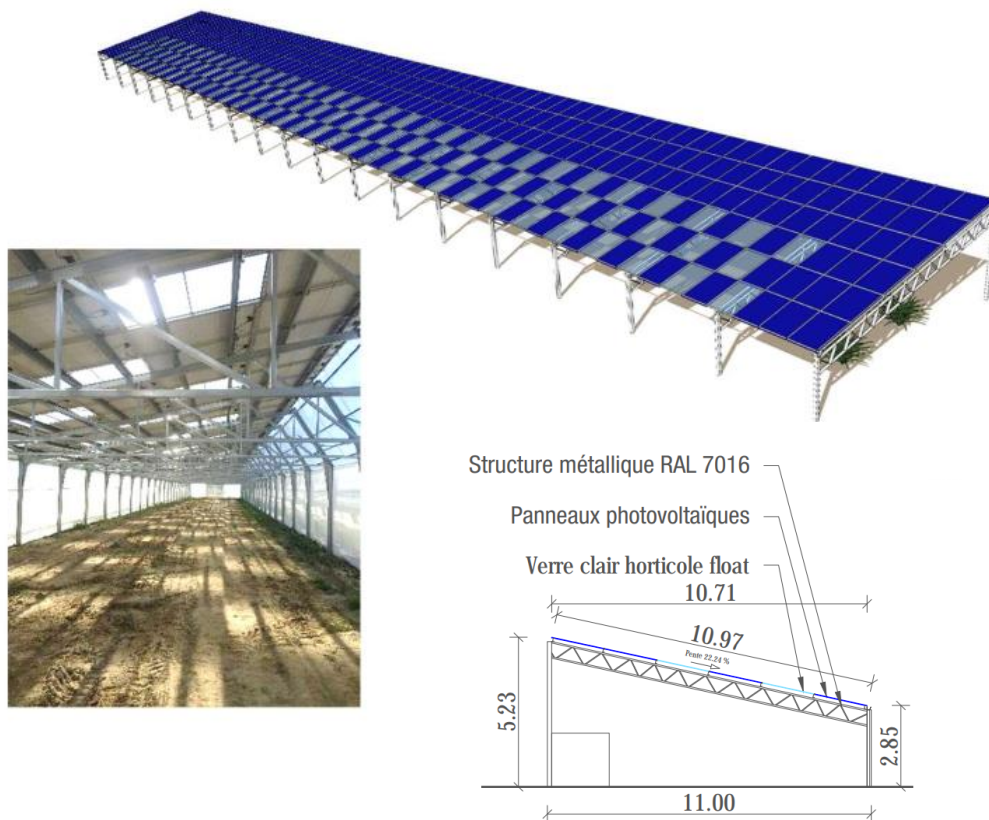 Structure métallique RAL 7016
Panneaux photovoltaïques
Verre clair horticole float
10.71
10.97
Pente 22.24 %
5.23
2.85
11.00